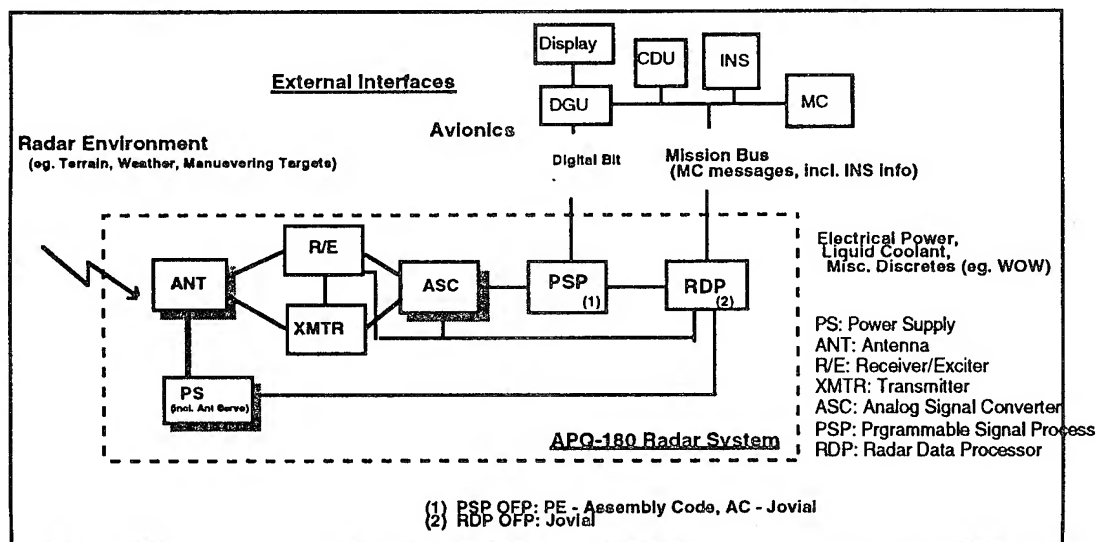 Display
CDU
INS
External Interfaces
DGU
MC
Avionics
Radar Environment
(eg. Terrain, Weather, Manuevering Targets)
Digital Bit
Mission Bus
(MC messages, incl. INS info)
R/E
ANT
ASC
PSP
(1)
RDP
(2)
XMTR
PS
(incl. Ant Servo)
APQ-180 Radar System
Electrical Power,
Liquid Coolant,
Misc. Discretes (eg. WOW)
PS: Power Supply
ANT: Antenna
R/E: Receiver/Exciter
XMTR: Transmitter
ASC: Analog Signal Converter
PSP: Prgrammable Signal Process
RDP: Radar Data Processor
(1) PSP OFP: PE - Assembly Code, AC - Jovial
(2) RDP OFP: Jovial